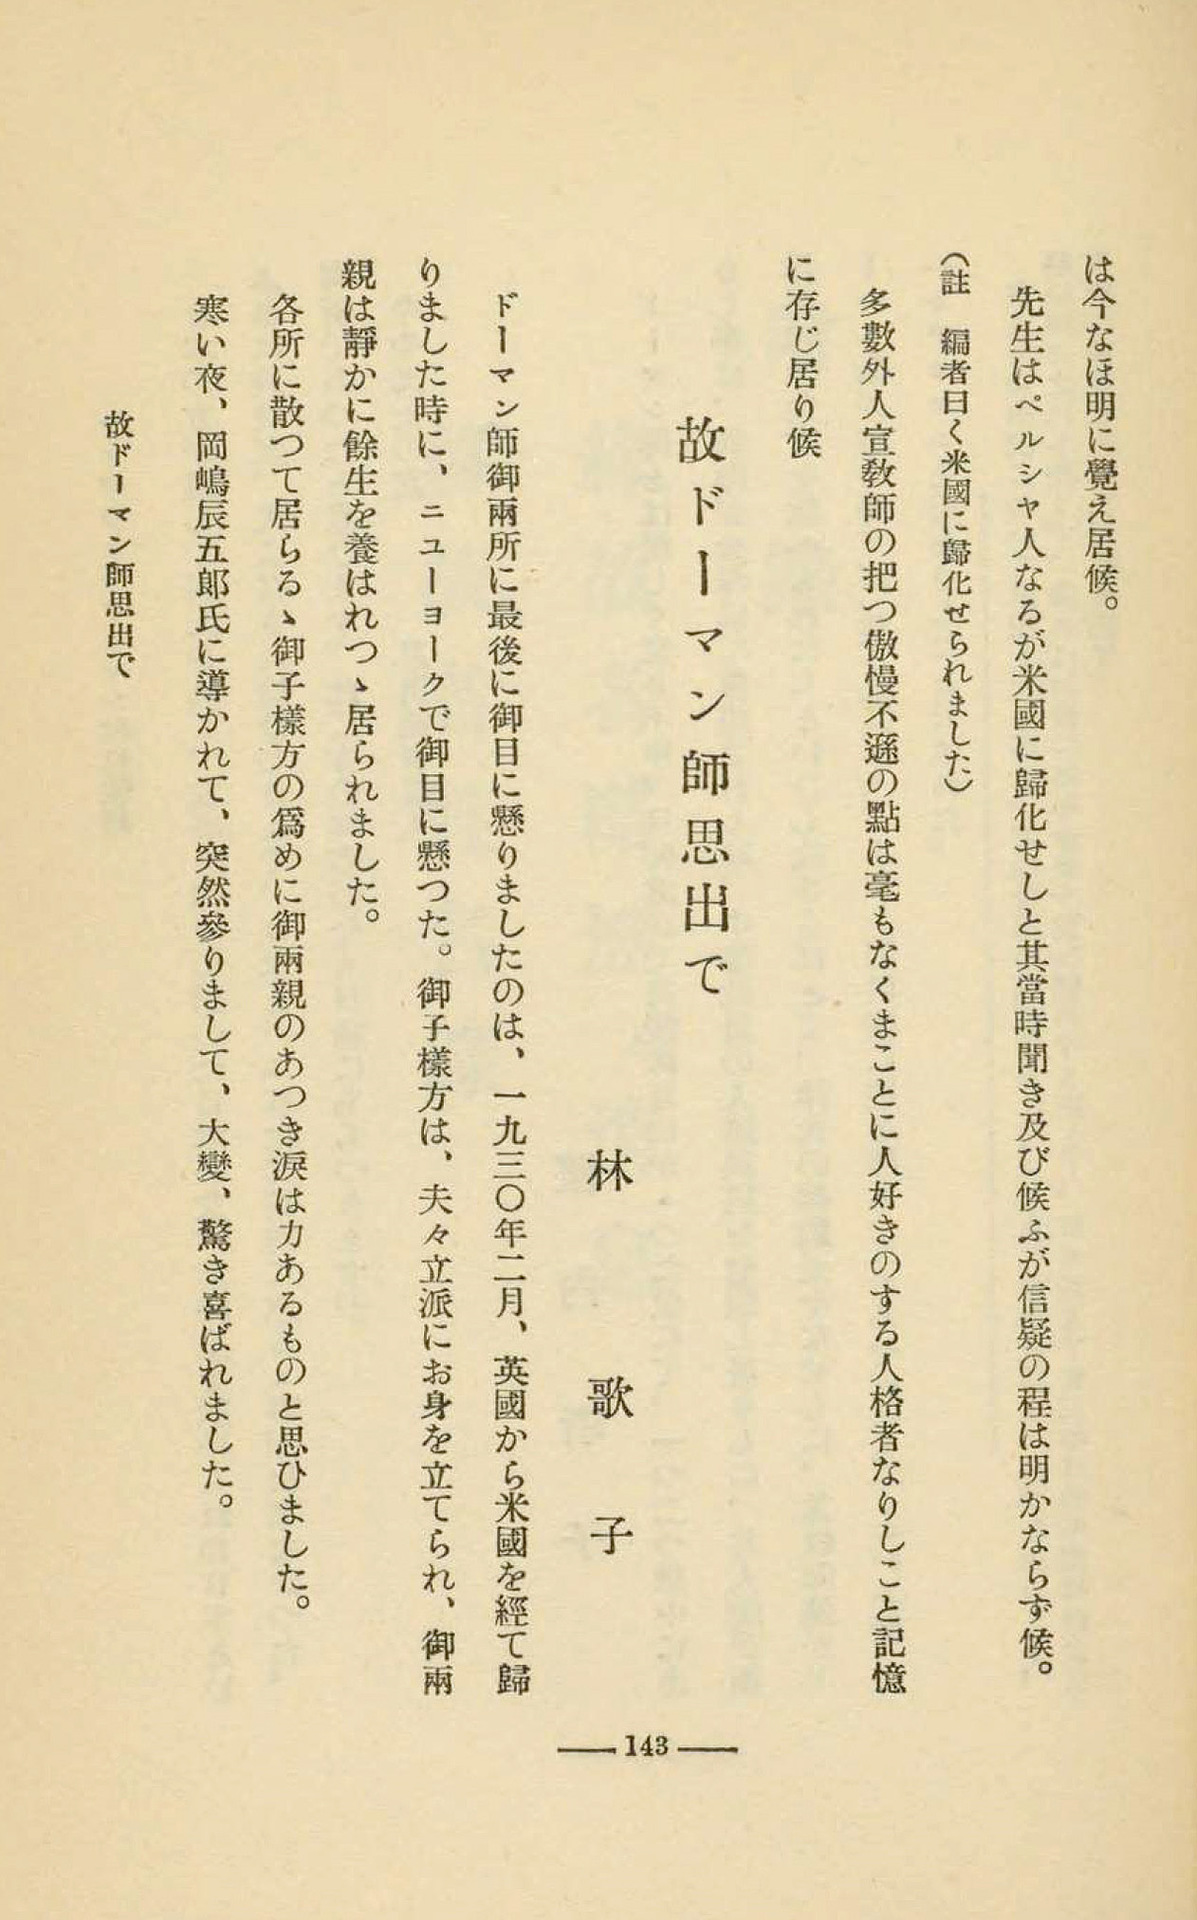 は今なほ明に覺え居候。
先生はペルシヤ人なるが米國に歸化せしと其當時聞き及び候ふが信疑の程は明かならず候。
（註　編者曰く米國に歸化せられました）
多數外人宣敎師の把つ傲慢不遜の點は毫もなくまことに人好きのする人格者なりしこと記憶
に存じ居り候
故ドーマン師思出で
林歌子
ドーマン師御兩所に最後に御目に懸りましたのは、一九三〇年二月、英國から米國を經て歸
りました時に、ニューヨークで御目に懸つた。御子樣方は、夫々立派にお身を立てられ、御兩
親は靜かに餘生を養はれつゝ居られました。
各所に散つて居らるゝ御子樣方の爲めに御兩親のあつき淚は力あるものと思ひました。
寒い夜、岡嶋辰五郞氏に導かれて、突然參りまして、大變、驚き喜ばれました。
故ドーマン師思出で
143